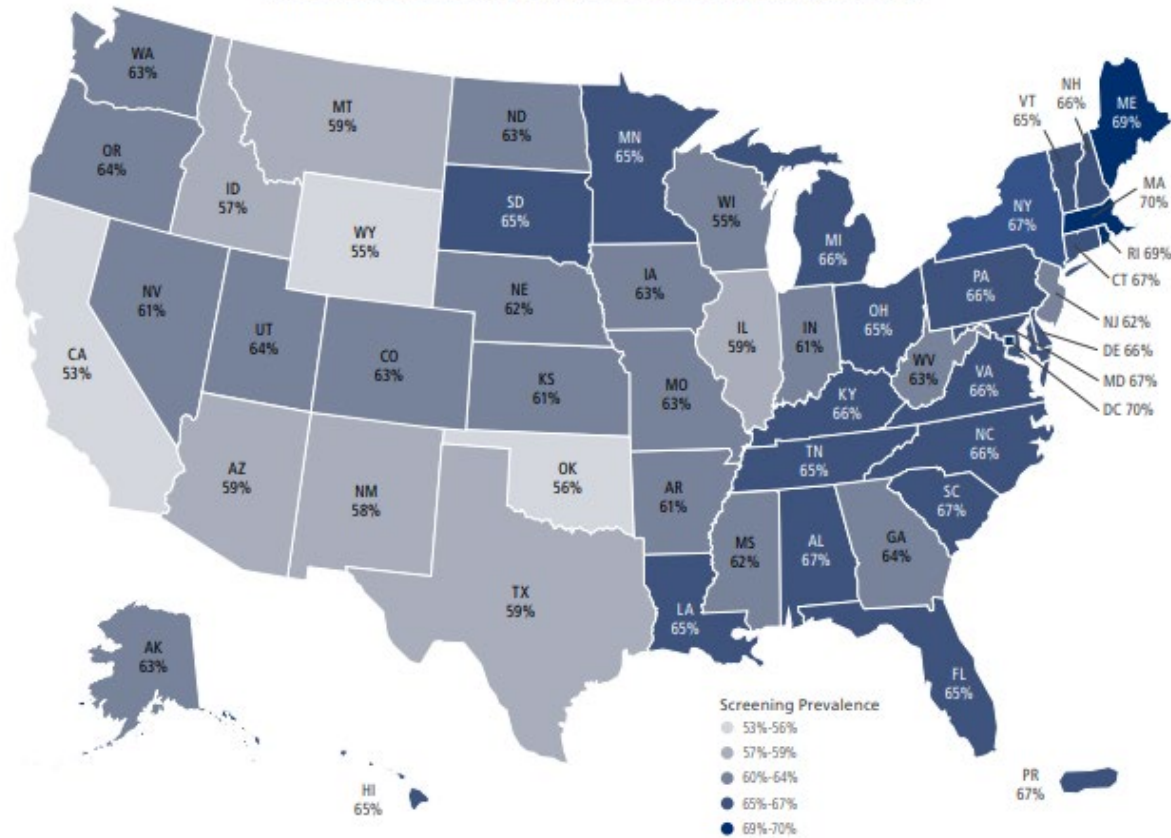 WA
63%
MT
59%
ND
63%
MN
65%
VT
65%
NH
66%
ME
69%
OR
64%
ID
57%
WY
55%
SD
65%
WI
55%
MI
66%
NY
67%
MA
70%
RI 69%
CT 67%
NV
61%
UT
64%
CO
63%
NE
62%
IA
63%
IL
59%
IN
61%
OH
65%
PA
66%
NJ 62%
DE 66%
MD 67%
DC 70%
CA
53%
KS
61%
MO
63%
KY
66%
WV
63%
VA
66%
AZ
59%
NM
58%
OK
56%
AR
61%
TN
65%
NC
66%
SC
67%
TX
59%
LA
65%
MS
62%
AL
67%
GA
64%
FL
65%
AK
63%
HI
65%
PR
67%
Screening Prevalence
53%-56%
57%-59%
60%-64%
65%-67%
69%-70%